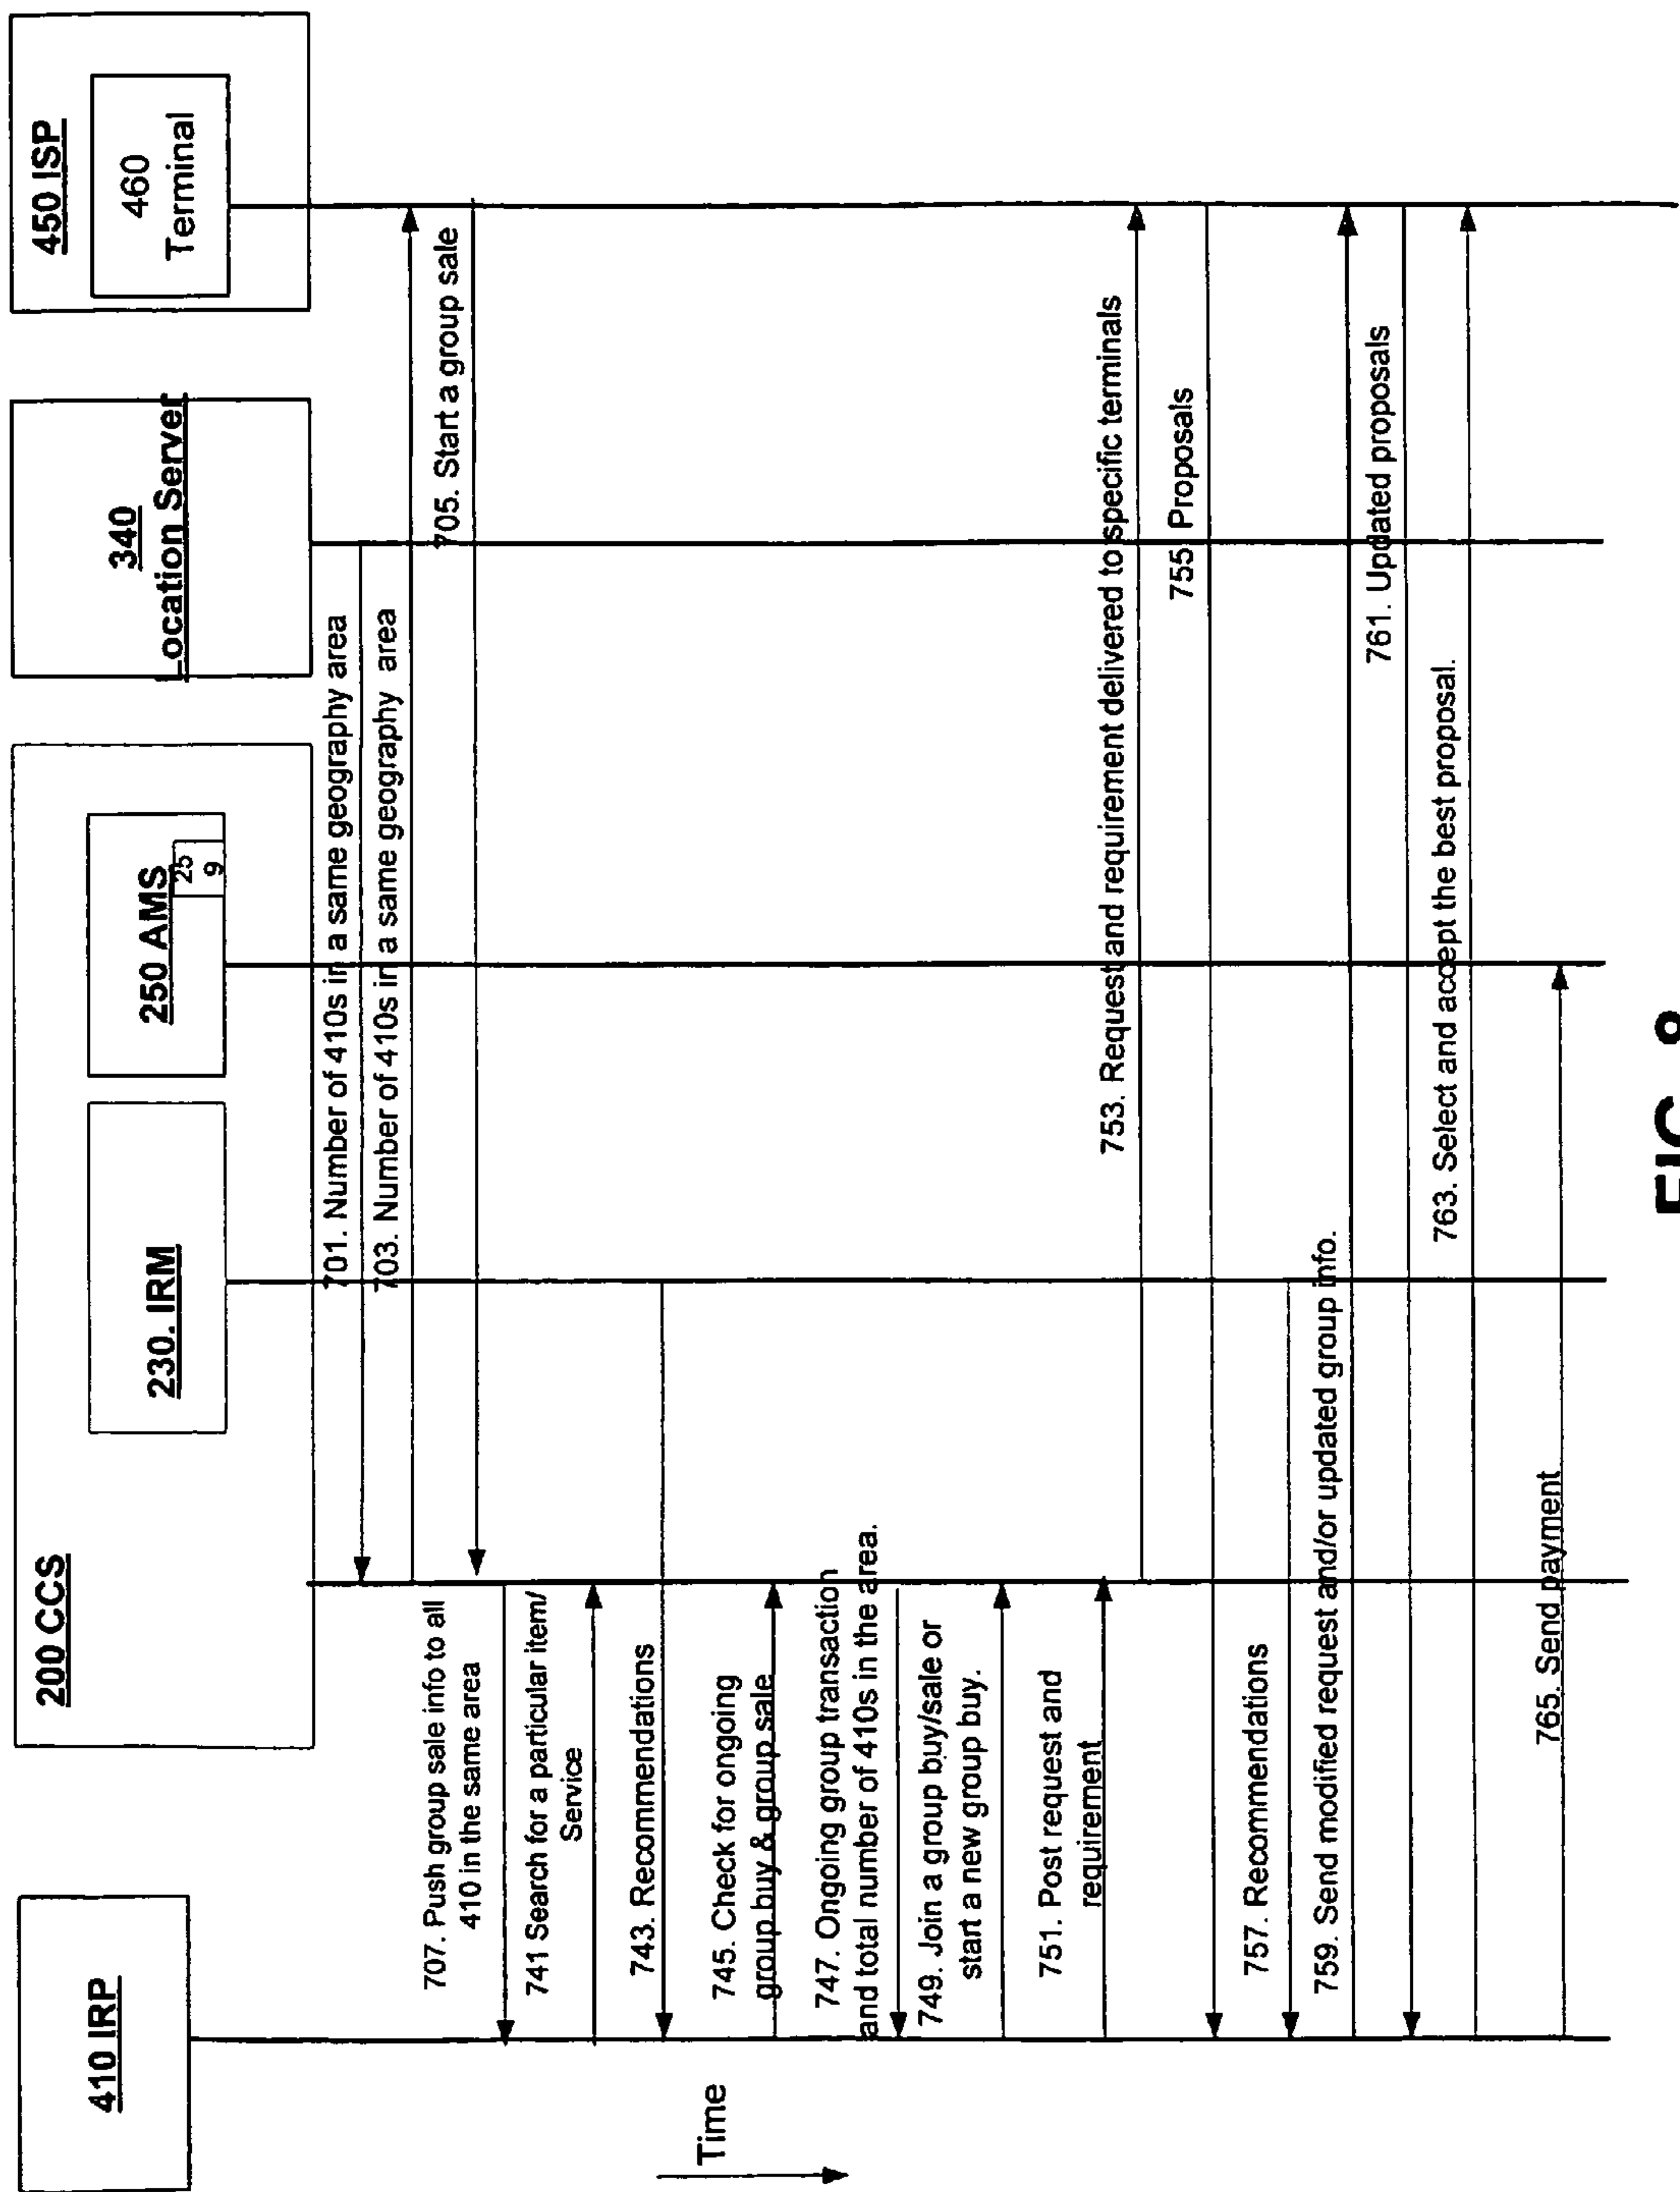 410 IRP
200 CCS
230. IRM
250 AMS
25
9
340
Location Server
450 ISP
460
Terminal
701. Number of 410s in a same geography area
703. Number of 410s in a same geography area
705. Start a group sale
707. Push group sale info to all
410 in the same area
741 Search for a particular item/
Service
743. Recommendations
745. Check for ongoing
group buy & group sale
747. Ongoing group transaction
and total number of 410s in the area.
749. Join a group buy/sale or
start a new group buy.
751. Post request and
requirement
753. Request and requirement delivered to specific terminals
755 Proposals
757. Recommendations
759. Send modified request and/or updated group info.
761. Updated proposals
763. Select and accept the best proposal.
765. Send payment
Time
FIG. 8